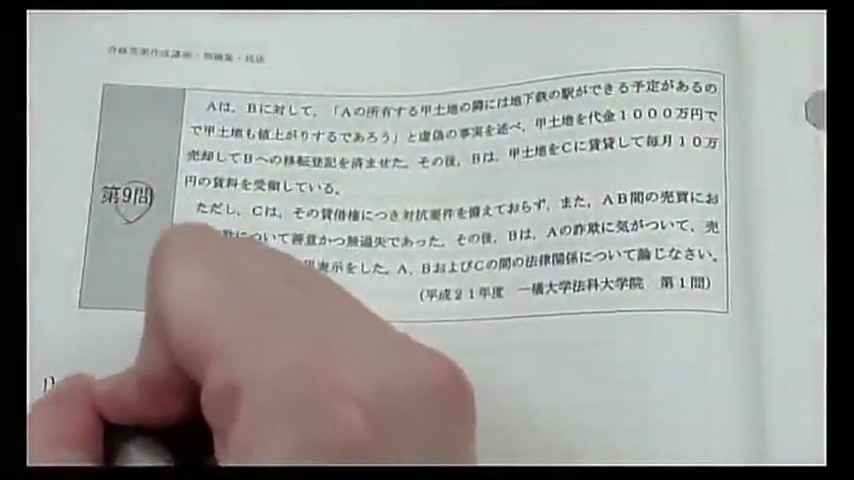 合格答案作成講座・問題集・民法
第9問
Aは、Bに対して、「Aの所有する甲土地の隣には地下鉄の駅ができる予定があるの
で甲土地も値上がりするであろう」と虚偽の事実を述べ、甲土地を代金1000万円で
売却してBへの移転登記を済ませた。その後、Bは、甲土地をCに賃貸して毎月10万
円の賃料を受領している。
ただし、Cは、その賃借権につき対抗要件を備えておらず、また、AB間の売買にお
について善意かつ無過失であった。その後、Bは、Aの詐欺に気がついて、売
表示をした。A、BおよびCの間の法律関係について論じなさい。
(平成21年度 一橋大学法科大学院 第1問)